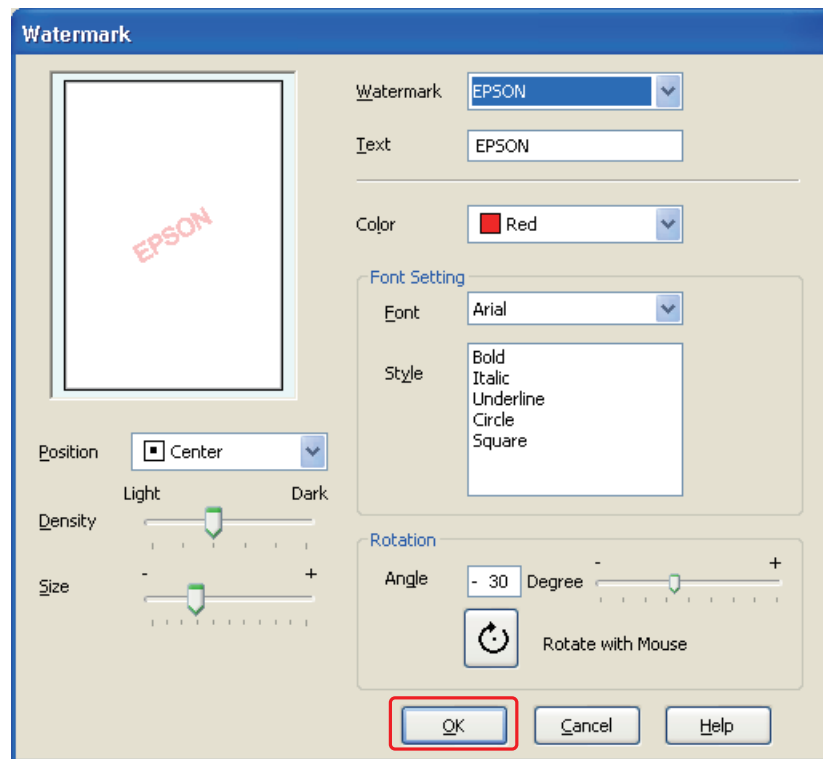 Watermark
EPSON
Watermark EPSON
Text EPSON
Color Red
Font Setting
Font Arial
Style
Bold
Italic
Underline
Circle
Square
Position Center
Light Dark
Density
Size - +
Rotation
Angle - 30 Degree - +
Rotate with Mouse
OK Cancel Help